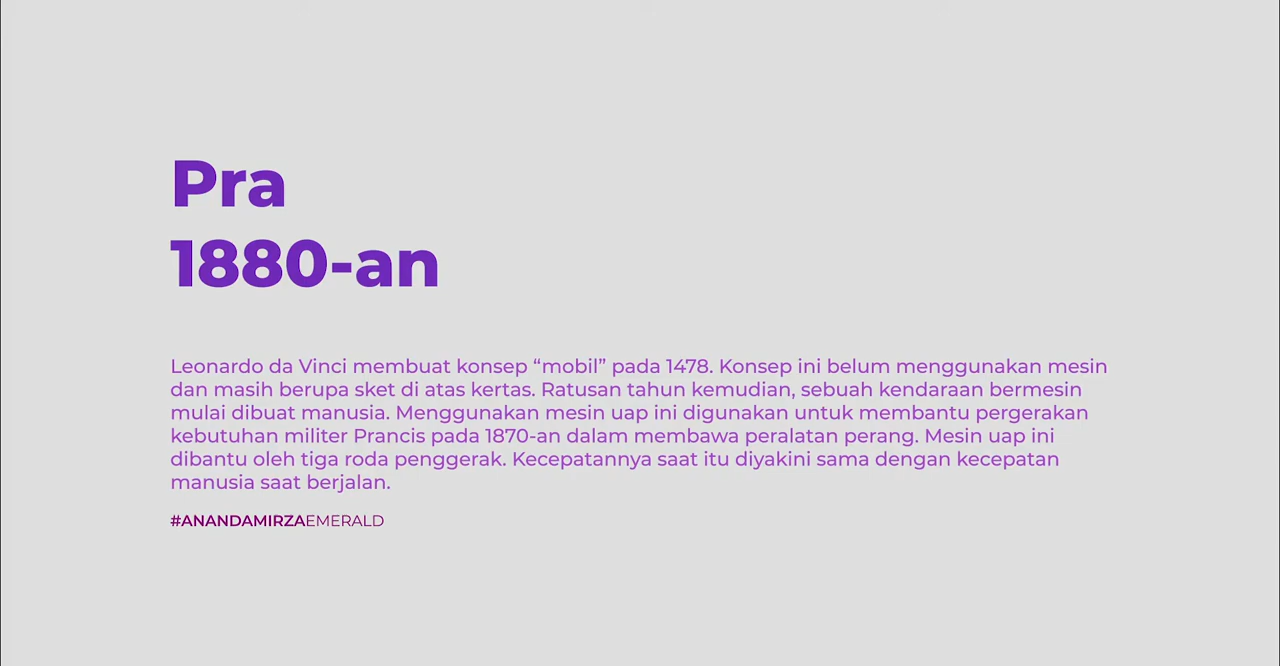 Pra
1880-an
Leonardo da Vinci membuat konsep “mobil” pada 1478. Konsep ini belum menggunakan mesin
dan masih berupa sket di atas kertas. Ratusan tahun kemudian, sebuah kendaraan bermesin
mulai dibuat manusia. Menggunakan mesin uap ini digunakan untuk membantu pergerakan
kebutuhan militer Prancis pada 1870-an dalam membawa peralatan perang. Mesin uap ini
dibantu oleh tiga roda penggerak. Kecepatannya saat itu diyakini sama dengan kecepatan
manusia saat berjalan.
#ANANDAMIRZAEMERALD